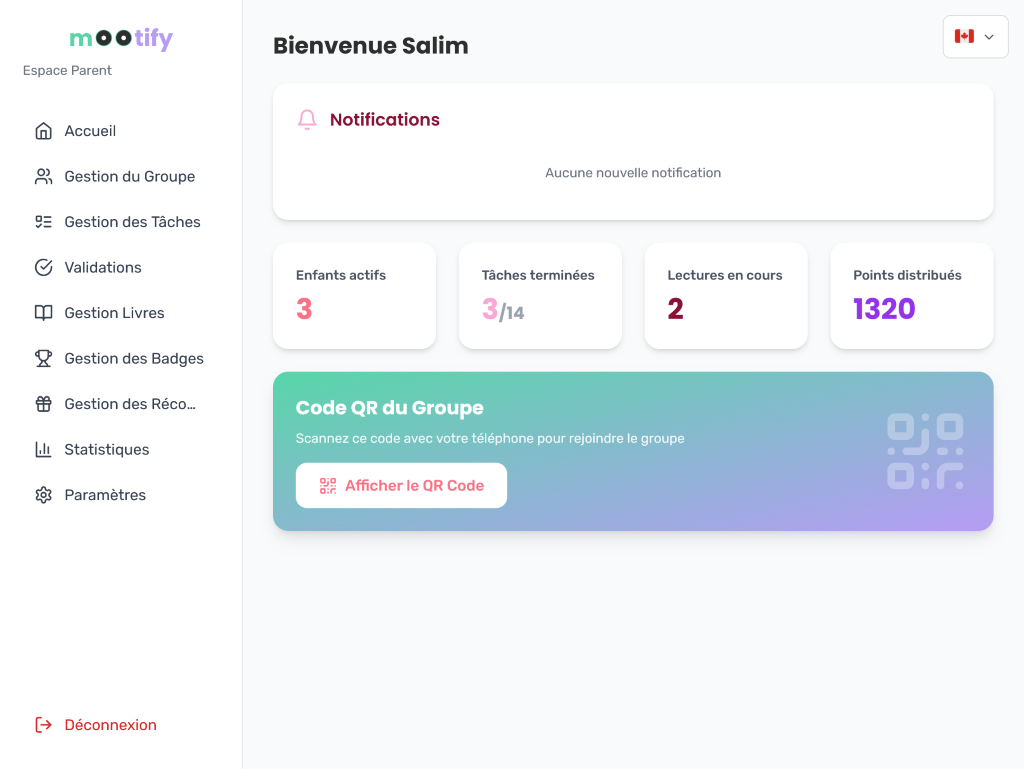 mootify
Espace Parent
Accueil
Gestion du Groupe
Gestion des Tâches
Validations
Gestion Livres
Gestion des Badges
Gestion des Réco...
Statistiques
Paramètres
Déconnexion
Bienvenue Salim
Notifications
Aucune nouvelle notification
Enfants actifs
3
Tâches terminées
3/14
Lectures en cours
2
Points distribués
1320
Code QR du Groupe
Scannez ce code avec votre téléphone pour rejoindre le groupe
Afficher le QR Code